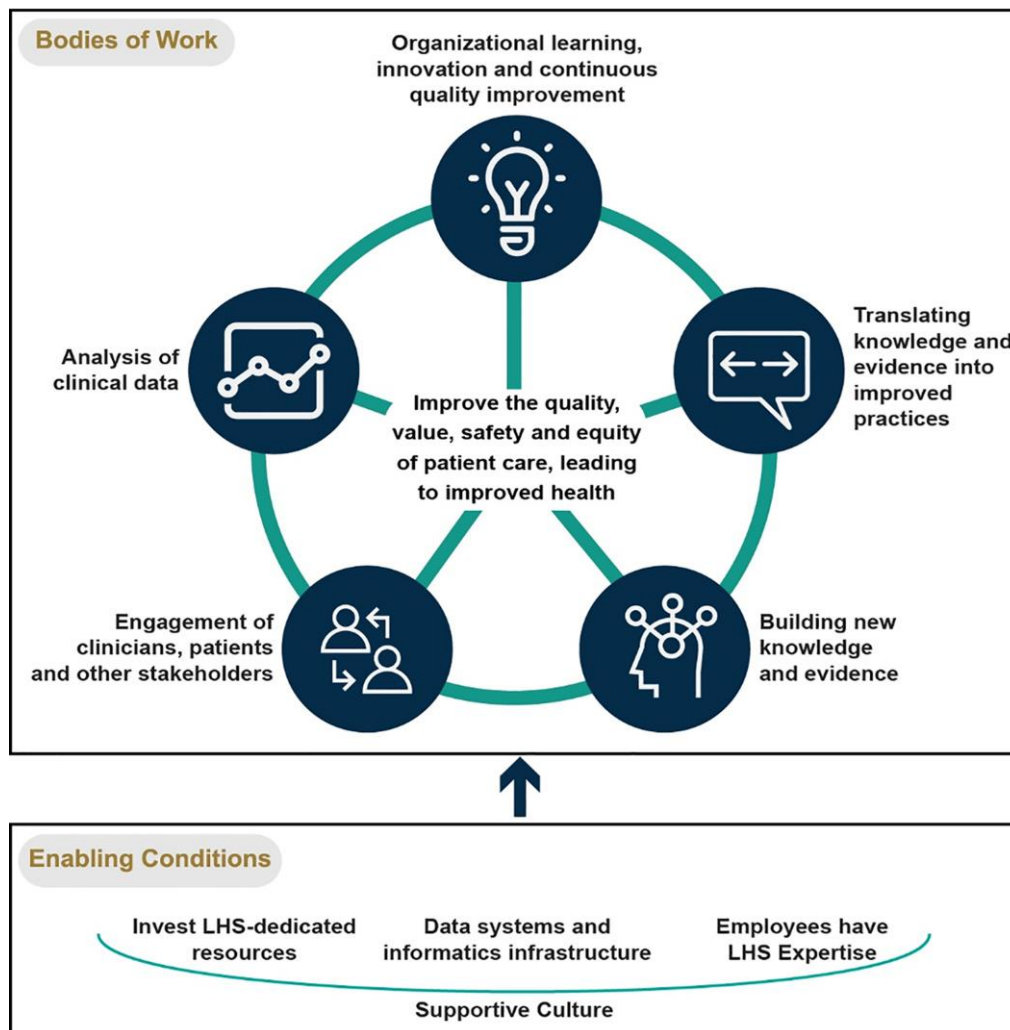 Bodies of Work
Organizational learning,
innovation and continuous
quality improvement
Analysis of
clinical data
Translating
knowledge and
evidence into
improved
practices
Improve the quality,
value, safety and equity
of patient care, leading
to improved health
Engagement of
clinicians, patients
and other stakeholders
Building new
knowledge
and evidence
Enabling Conditions
Invest LHS-dedicated
resources
Data systems and
informatics infrastructure
Employees have
LHS Expertise
Supportive Culture